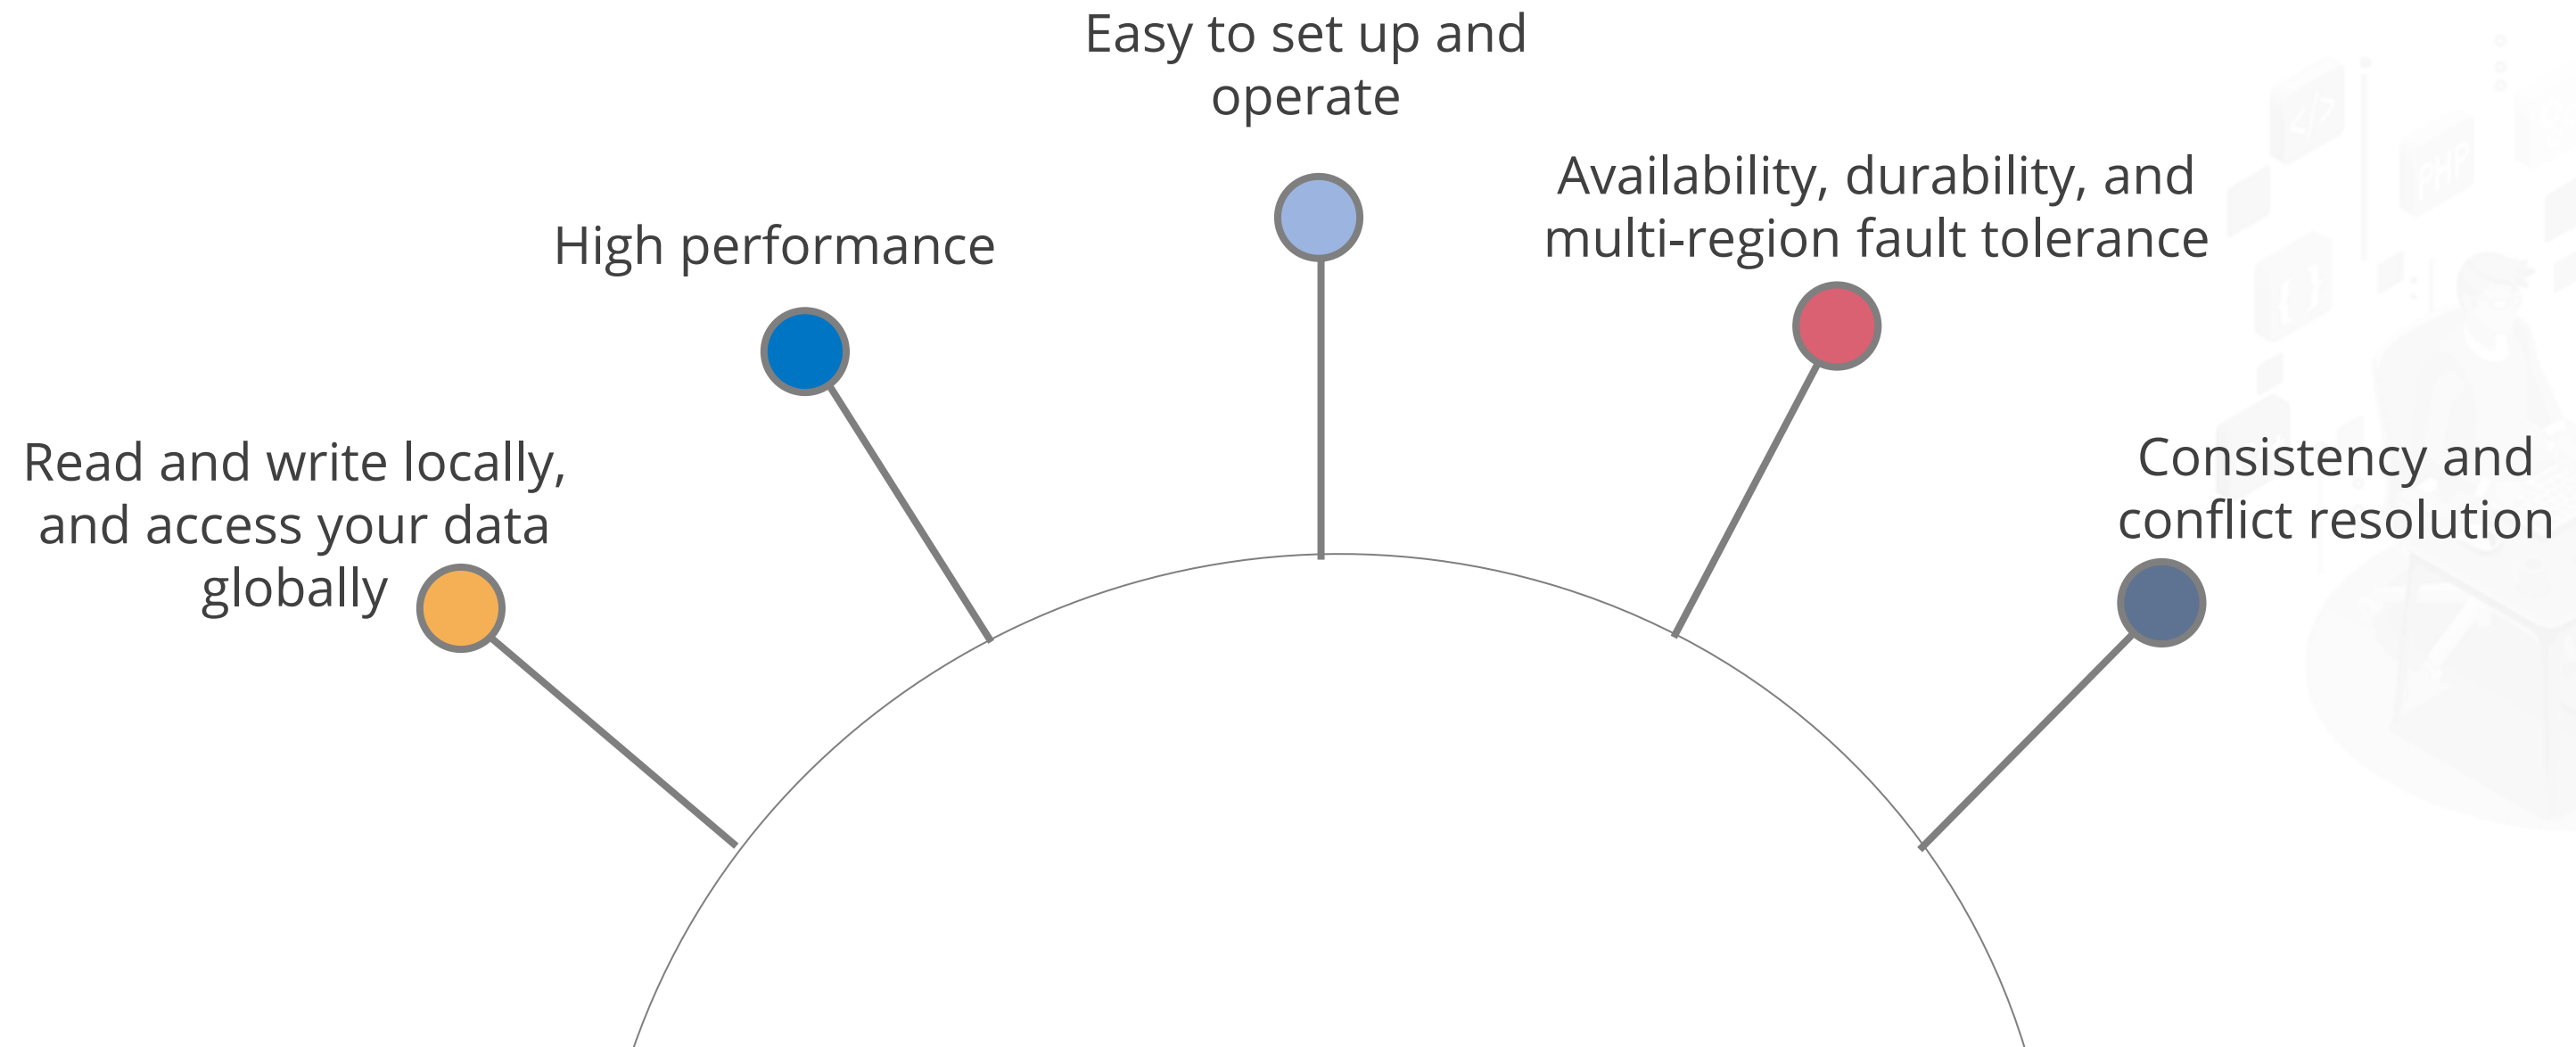 Easy to set up and
operate
Availability, durability, and
multi-region fault tolerance
High performance
Read and write locally,
and access your data
globally
Consistency and
conflict resolution